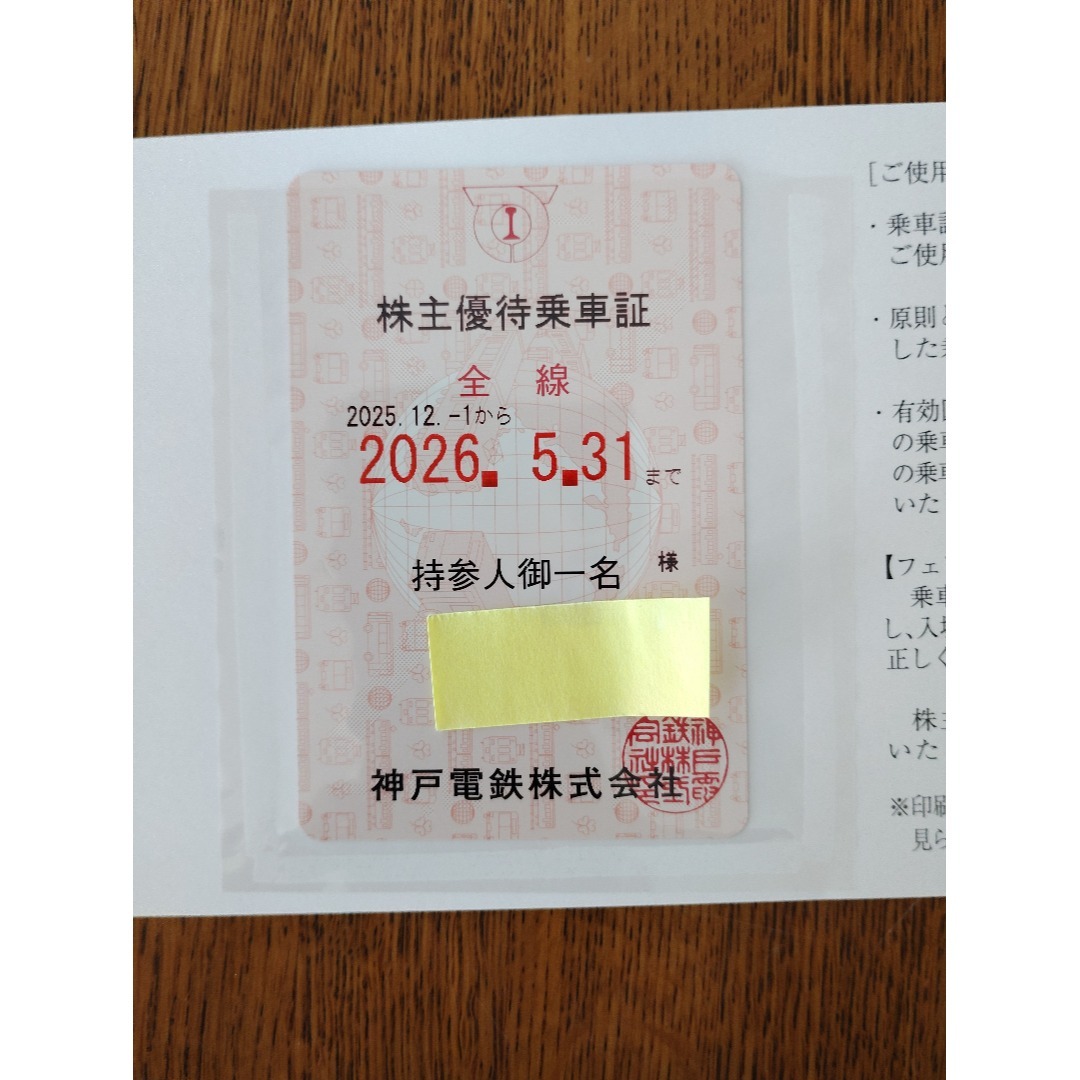 I
株主優待乗車証
全 線
2025.12.-1から
2026. 5.31まで
持参人御一名 様
神戸電鉄株式会社
[ご使用
・乗車
ご使
・原則
した
・有効
の乗車
の乗車
いた
【フェ
乗車
し、入
正しく
株
いた
※印刷
見ら